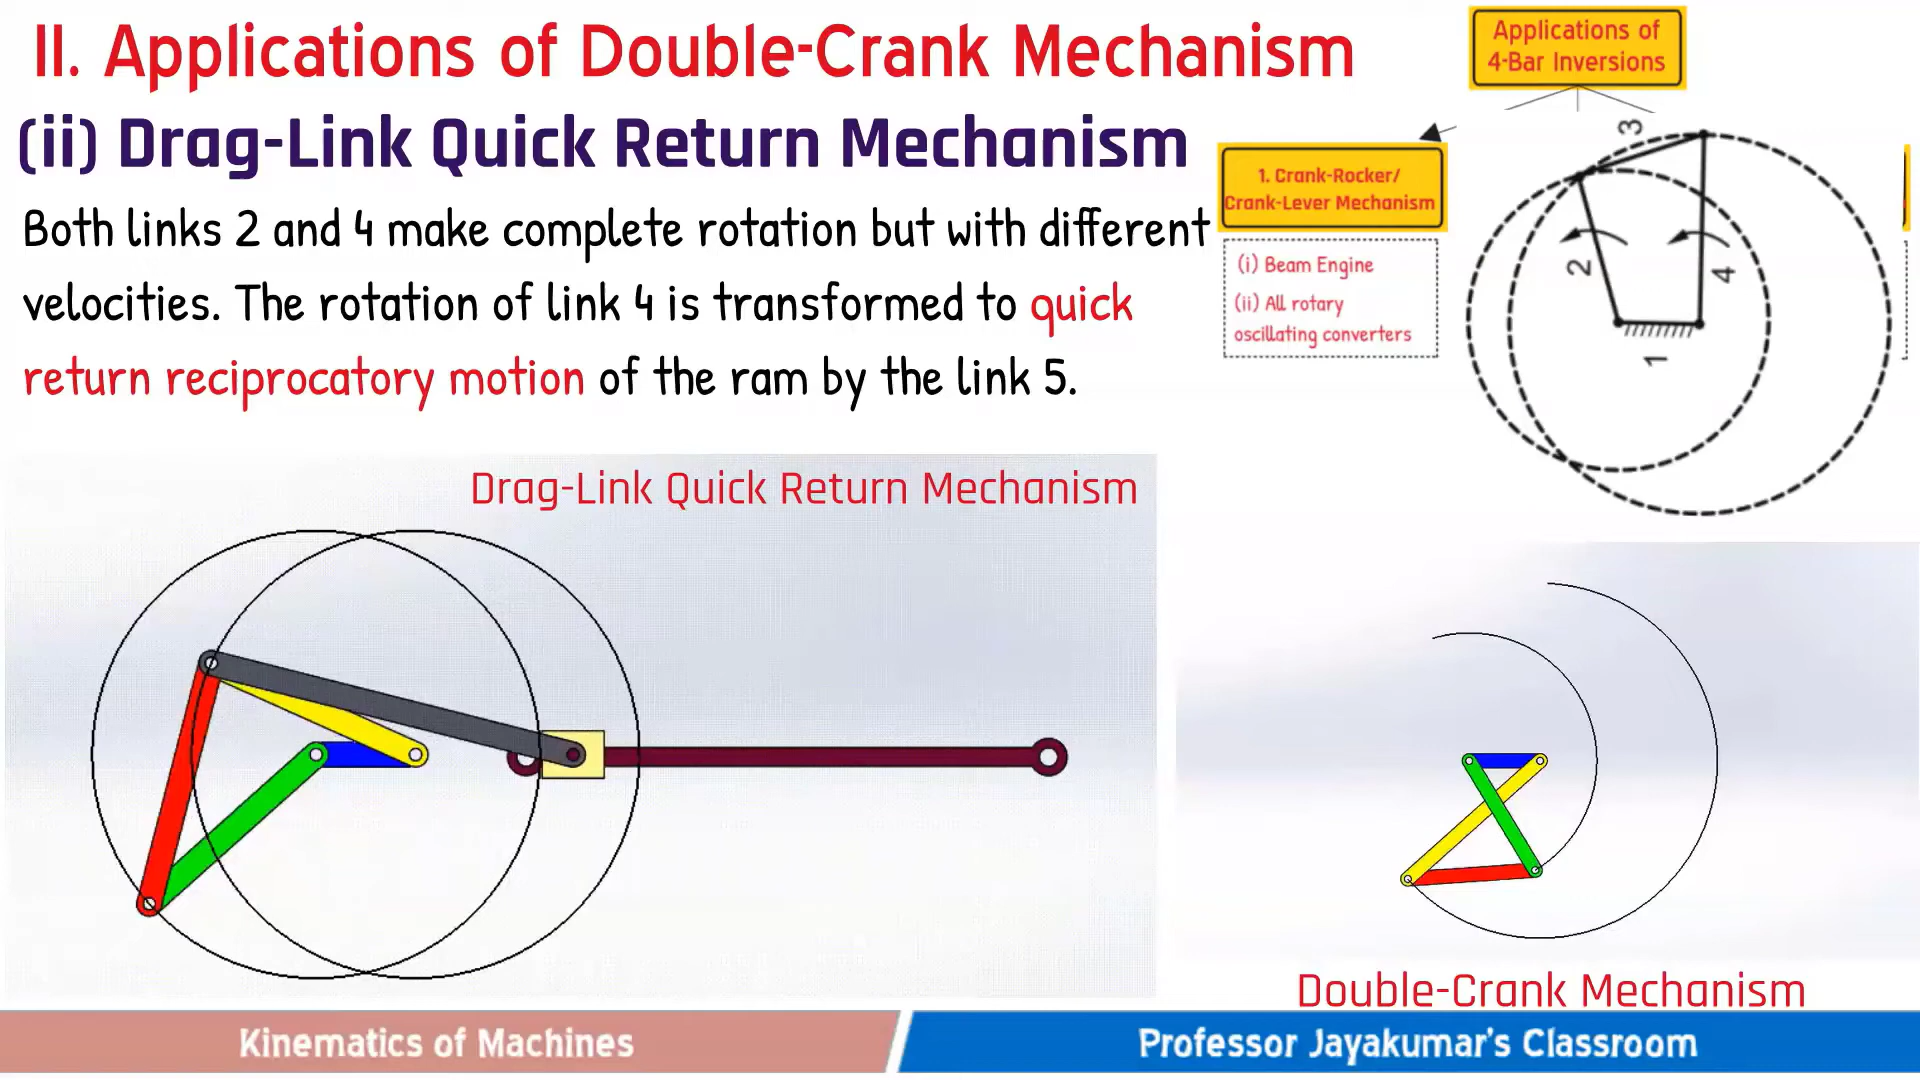 II. Applications of Double-Crank Mechanism
(ii) Drag-Link Quick Return Mechanism
Both links 2 and 4 make complete rotation but with different
velocities. The rotation of link 4 is transformed to quick
return reciprocatory motion of the ram by the link 5.
Applications of
4-Bar Inversions
1. Crank-Rocker/
Crank-Lever Mechanism
(i) Beam Engine
(ii) All rotary
oscillating converters
3
2
4
1
Drag-Link Quick Return Mechanism
Double-Crank Mechanism
Kinematics of Machines
Professor Jayakumar's Classroom